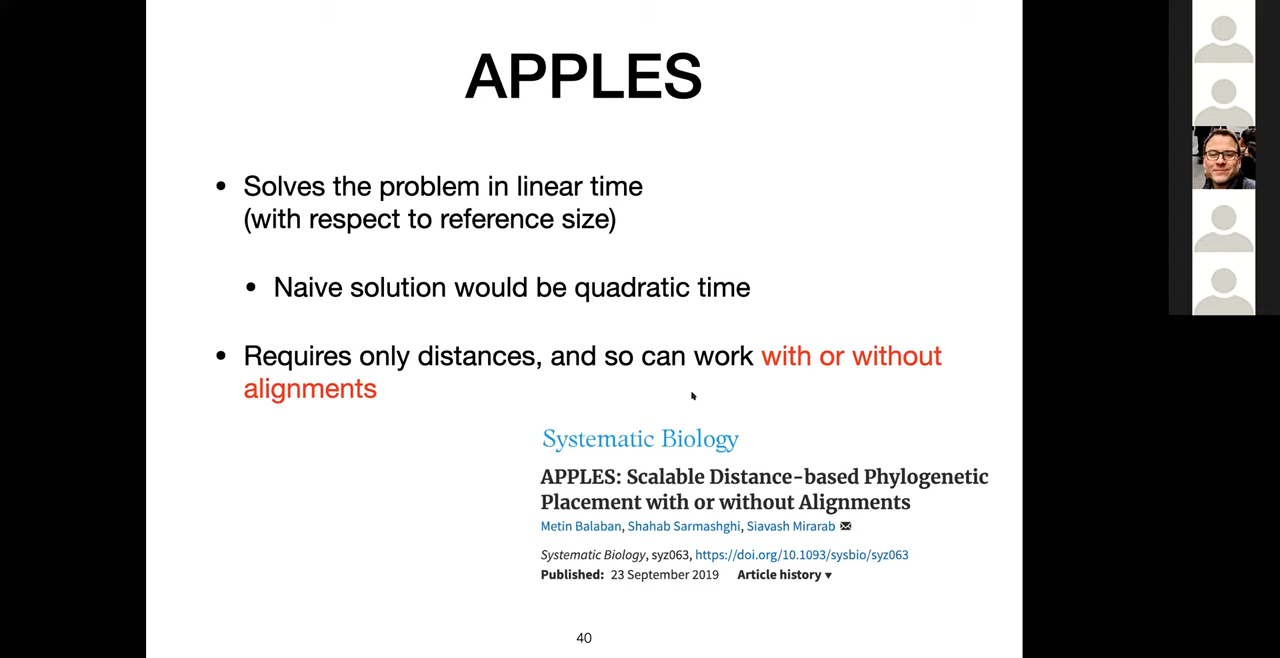 APPLES
• Solves the problem in linear time
(with respect to reference size)
• Naive solution would be quadratic time
• Requires only distances, and so can work with or without
alignments
Systematic Biology
APPLES: Scalable Distance-based Phylogenetic
Placement with or without Alignments
Metin Balaban, Shahab Sarmashghi, Siavash Mirarab ✉
Systematic Biology, syz063, https://doi.org/10.1093/sysbio/syz063
Published: 23 September 2019 Article history ▾
40